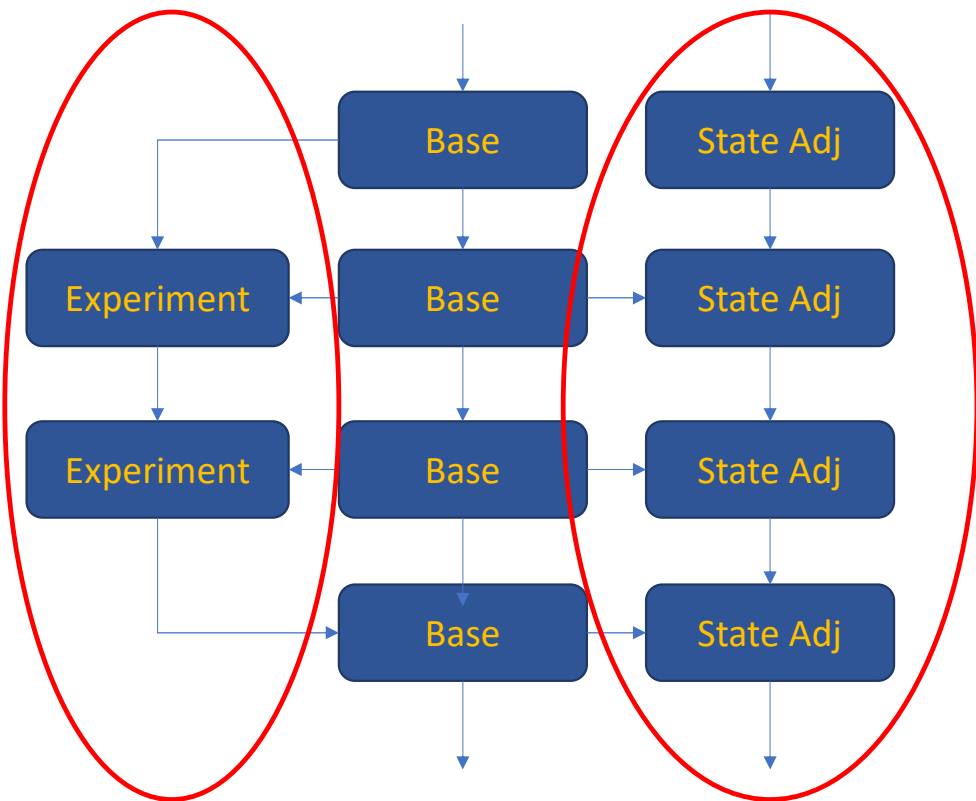 Base
State Adj
Experiment
Base
State Adj
Experiment
Base
State Adj
Base
State Adj